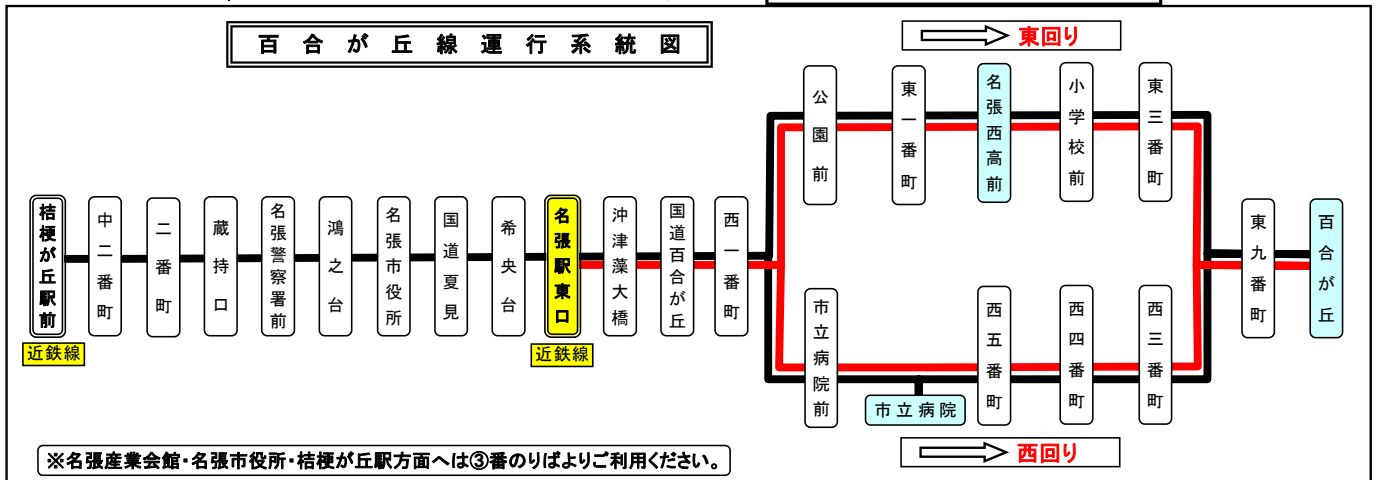 百合が丘線運行系統図
東回り
公園前
東一番町
名張西高前
小学校前
東三番町
桔梗が丘駅前
近鉄線
中二番町
二番町
蔵持口
名張警察署前
鴻之台
名張市役所
国道夏見
希央台
名張駅東口
近鉄線
沖津藻大橋
国道百合が丘
西一番町
市立病院前
市立病院
西五番町
西四番町
西三番町
東九番町
百合が丘
西回り
※名張産業会館・名張市役所・桔梗が丘駅方面へは③番のりばよりご利用ください。